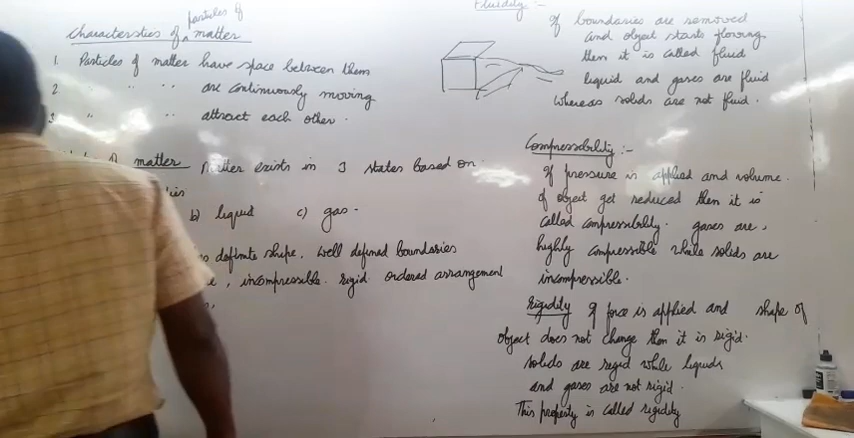 particles of
Characterstics of ^ matter
1. Particles of matter have space between them
2 " " " are continuously moving
3 " " attract each other.
of matter Matter exists in 3 states based on
b) liquid c) gas -
definite shape. Well defined boundaries
, incompressible. rigid ordered arrangement
Fluidity :-
If boundaries are removed
and object starts flowing
then it is called fluid
liquid and gases are fluid
whereas solids are not fluid.
Compressibility :-
If pressure is applied and volume
of object get reduced then it is
called compressibility. gases are
highly compressible while solids are
incompressible.
Rigidity If force is applied and shape of
object does not change then it is rigid.
solids are rigid while liquids
and gases are not rigid.
This property is called rigidity